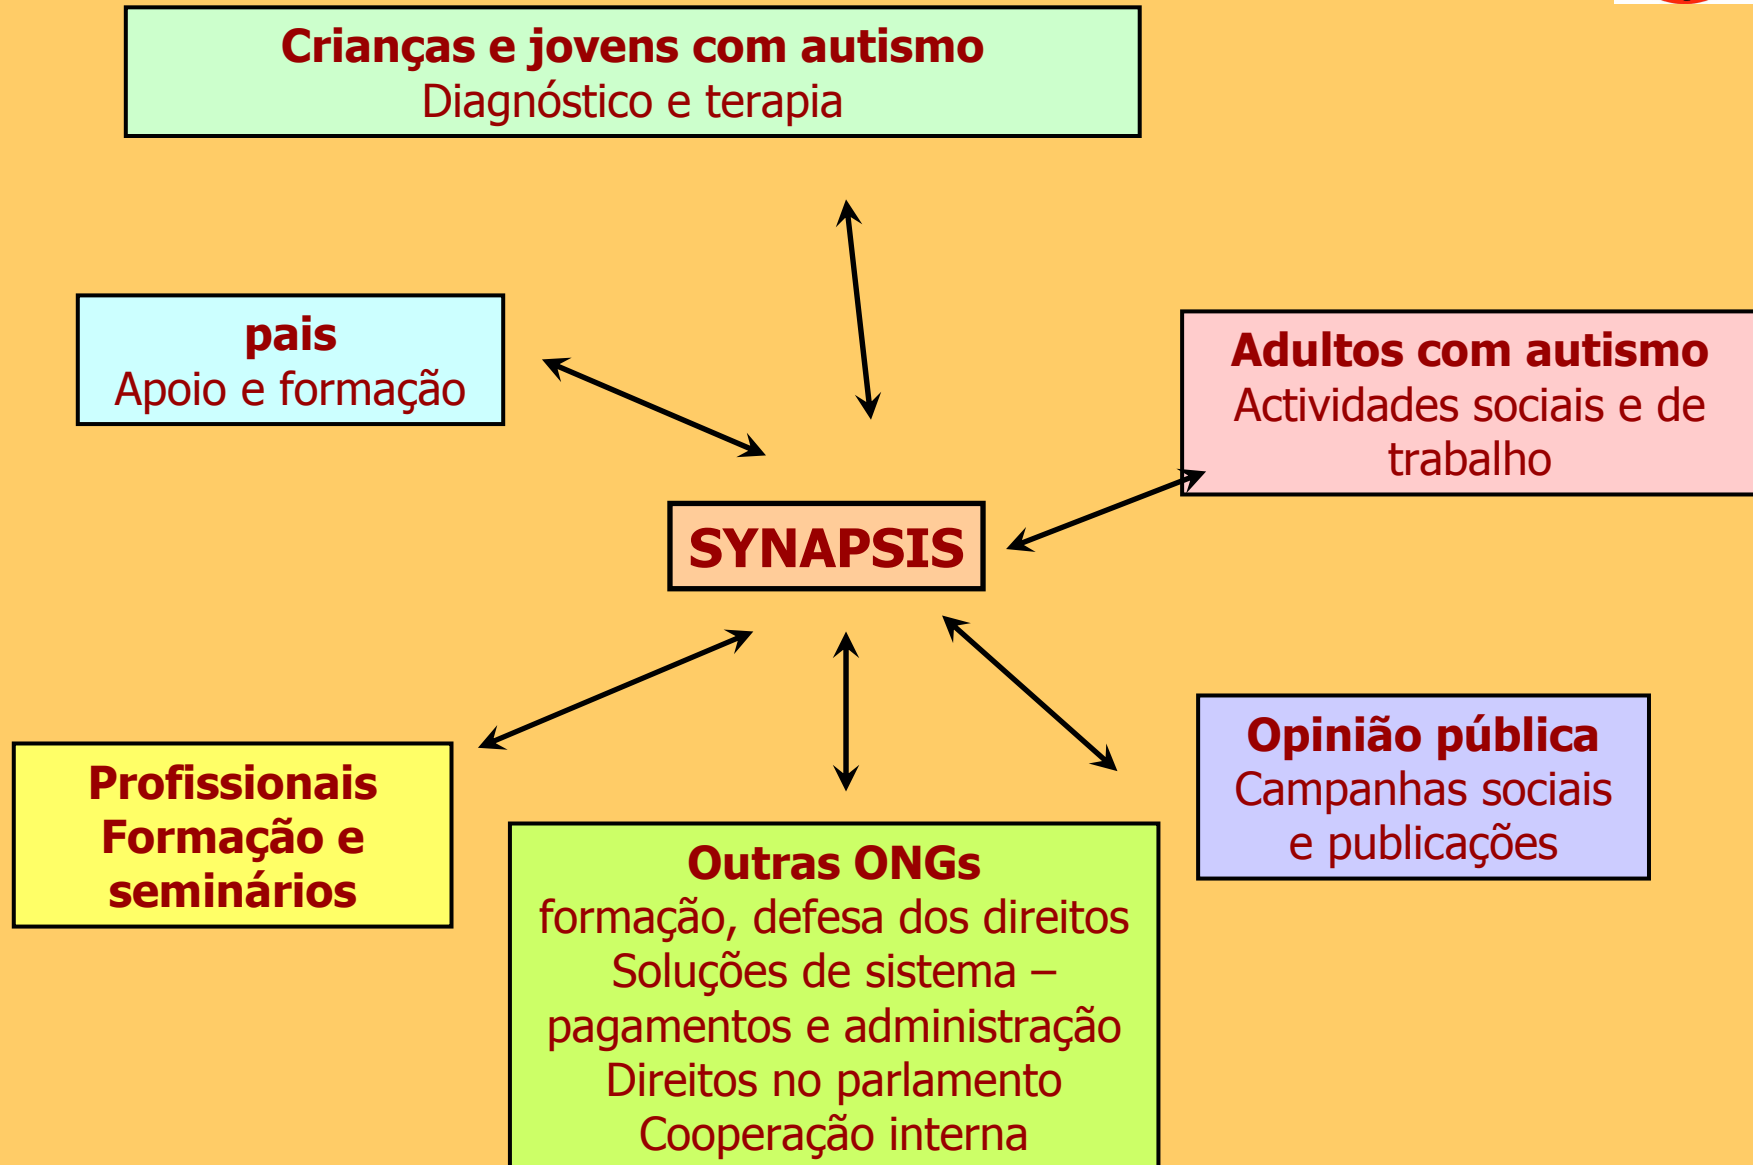 Crianças e jovens com autismo
Diagnóstico e terapia
pais
Apoio e formação
Adultos com autismo
Actividades sociais e de
trabalho
SYNAPSIS
Profissionais
Formação e
seminários
Outras ONGs
formação, defesa dos direitos
Soluções de sistema –
pagamentos e administração
Direitos no parlamento
Cooperação interna
Opinião pública
Campanhas sociais
e publicações